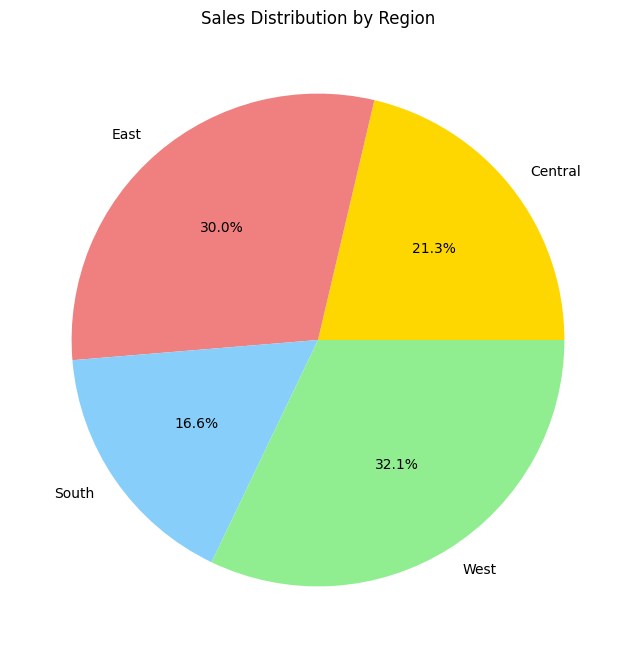 Sales Distribution by Region
East
Central
30.0%
21.3%
16.6%
32.1%
South
West